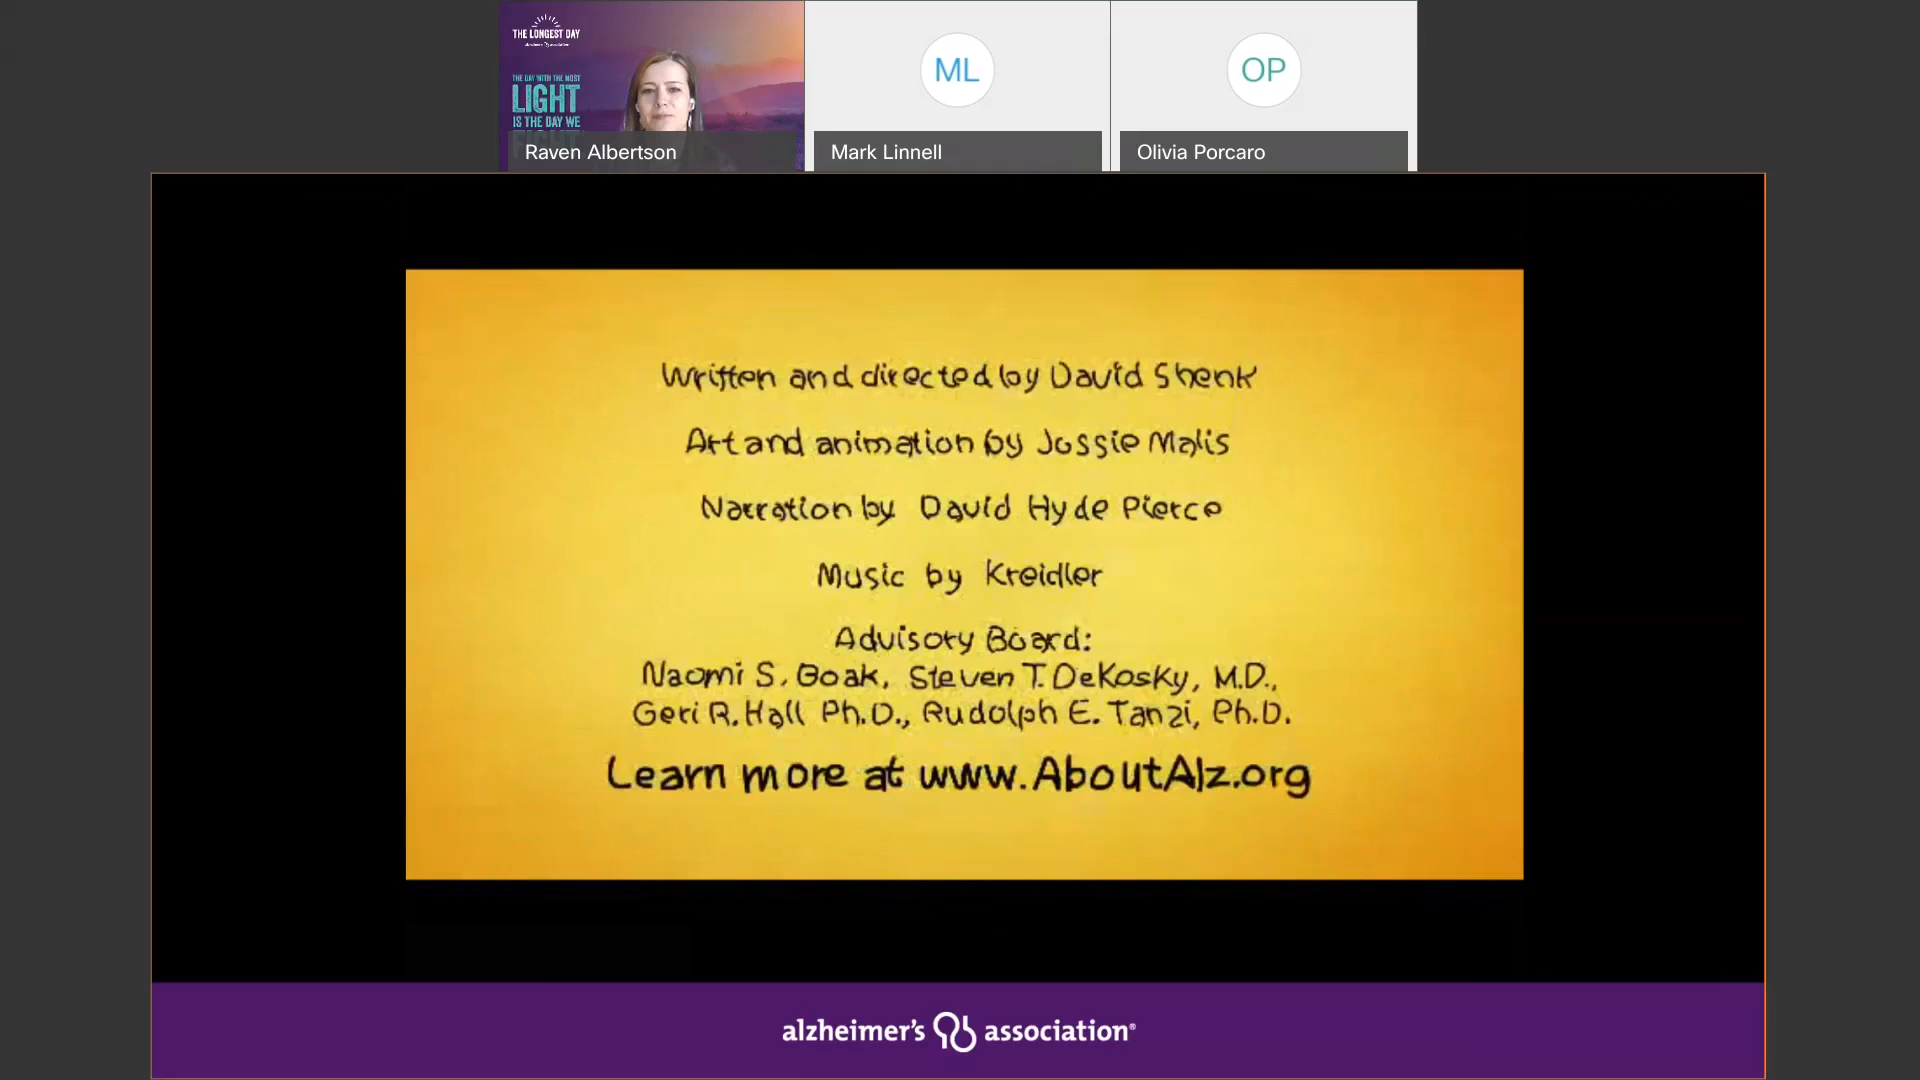 THE LONGEST DAY
alzheimer's association
THE DAY WITH THE MOST
LIGHT
IS THE DAY WE
FIGHT
Raven Albertson
ML
Mark Linnell
OP
Olivia Porcaro
Written and directed by David Shenk
Art and animation by Jossie Malis
Narration by David Hyde Pierce
Music by Kreidler
Advisory Board:
Naomi S. Boak, Steven T. DeKosky, M.D.,
Geri R. Hall Ph.D., Rudolph E. Tanzi, Ph.D.
Learn more at www.AboutAlz.org
alzheimer's association®